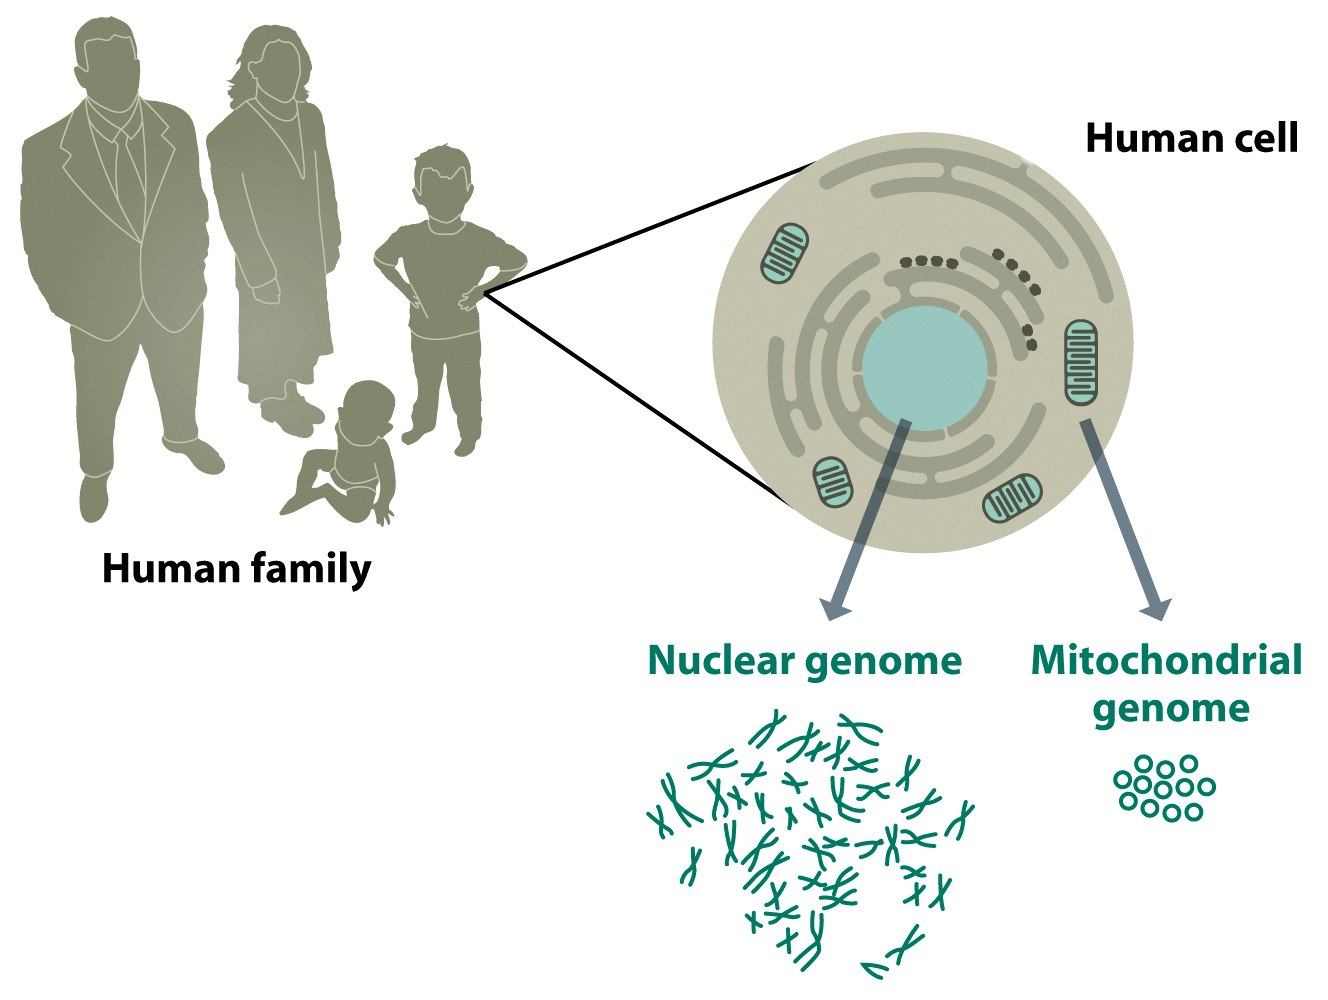 Human cell
Human family
Nuclear genome
Mitochondrial
genome